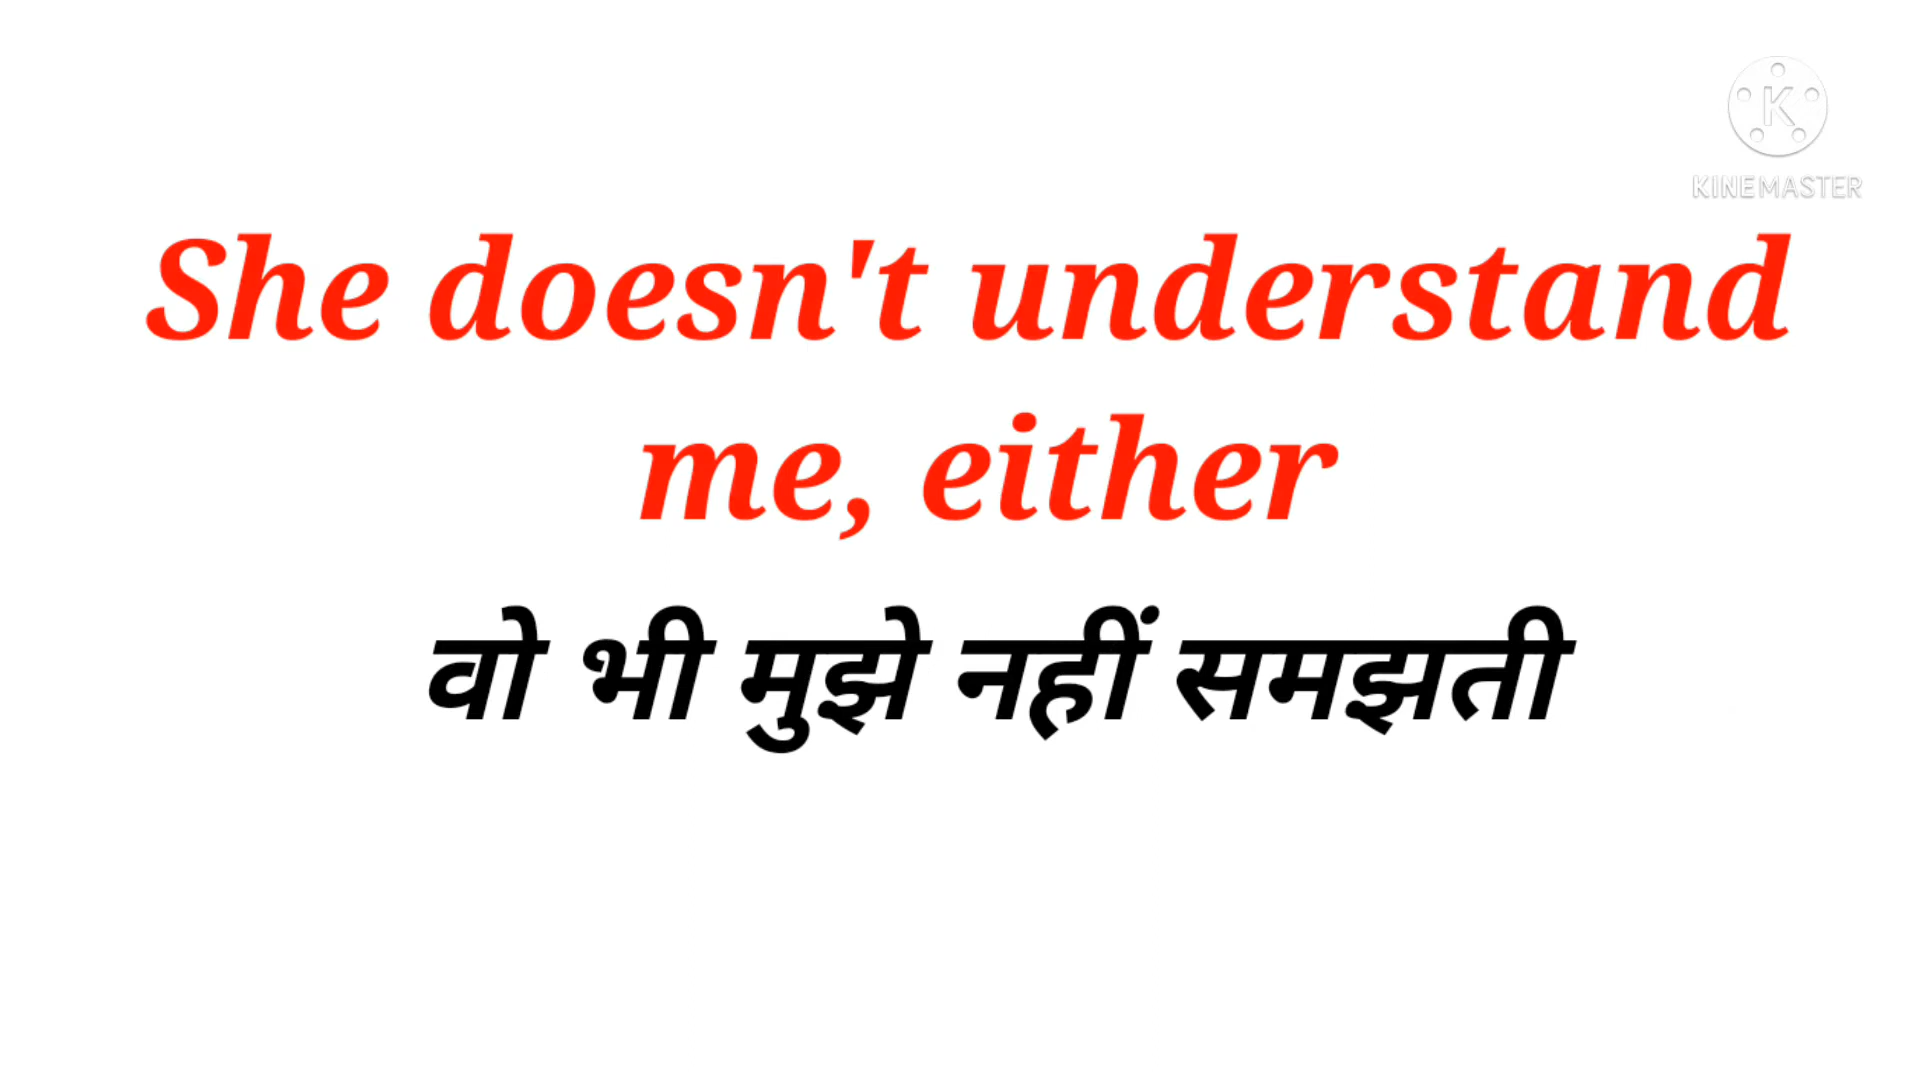 K
KINEMASTER
She doesn't understand
me, either
वो भी मुझे नहीं समझती